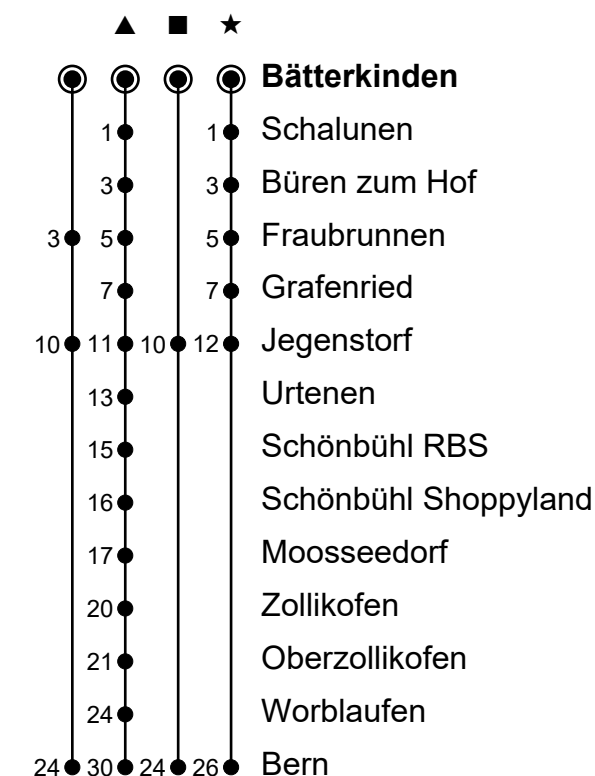 ▲ ■ ★
Bätterkinden
1 1 Schalunen
3 3 Büren zum Hof
3 5 5 Fraubrunnen
7 7 Grafenried
10 11 10 12 Jegenstorf
13 Urtenen
15 Schönbühl RBS
16 Schönbühl Shoppyland
17 Moosseedorf
20 Zollikofen
21 Oberzollikofen
24 Worblaufen
24 30 24 26 Bern